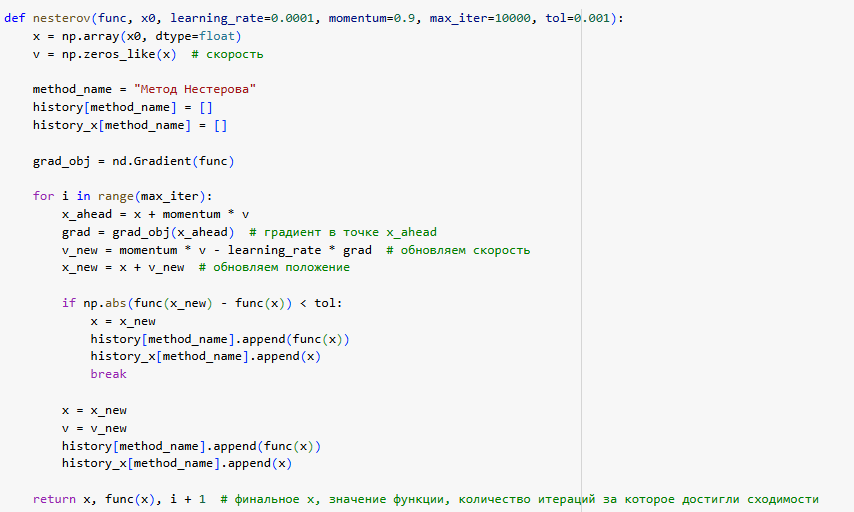 def nesterov(func, x0, learning_rate=0.0001, momentum=0.9, max_iter=10000, tol=0.001):
    x = np.array(x0, dtype=float)
    v = np.zeros_like(x)  # скорость

    method_name = "Метод Нестерова"
    history[method_name] = []
    history_x[method_name] = []

    grad_obj = nd.Gradient(func)

    for i in range(max_iter):
        x_ahead = x + momentum * v
        grad = grad_obj(x_ahead)  # градиент в точке x_ahead
        v_new = momentum * v - learning_rate * grad  # обновляем скорость
        x_new = x + v_new  # обновляем положение

        if np.abs(func(x_new) - func(x)) < tol:
            x = x_new
            history[method_name].append(func(x))
            history_x[method_name].append(x)
            break

        x = x_new
        v = v_new
        history[method_name].append(func(x))
        history_x[method_name].append(x)

    return x, func(x), i + 1  # финальное x, значение функции, количество итераций за которое достигли сходимости